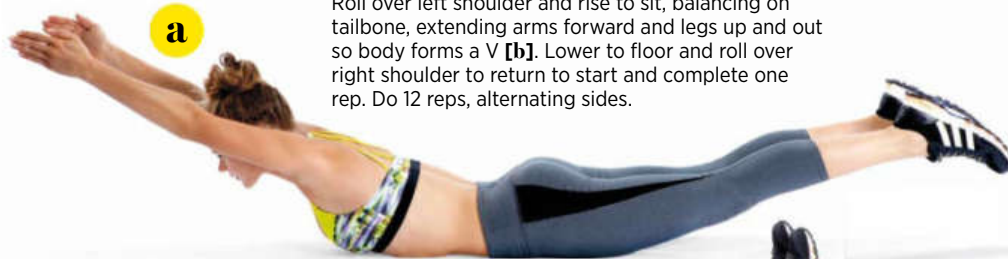 Roll over left shoulder and rise to sit, balancing on
tailbone, extending arms forward and legs up and out
so body forms a V [b]. Lower to floor and roll over
right shoulder to return to start and complete one
rep. Do 12 reps, alternating sides.
a